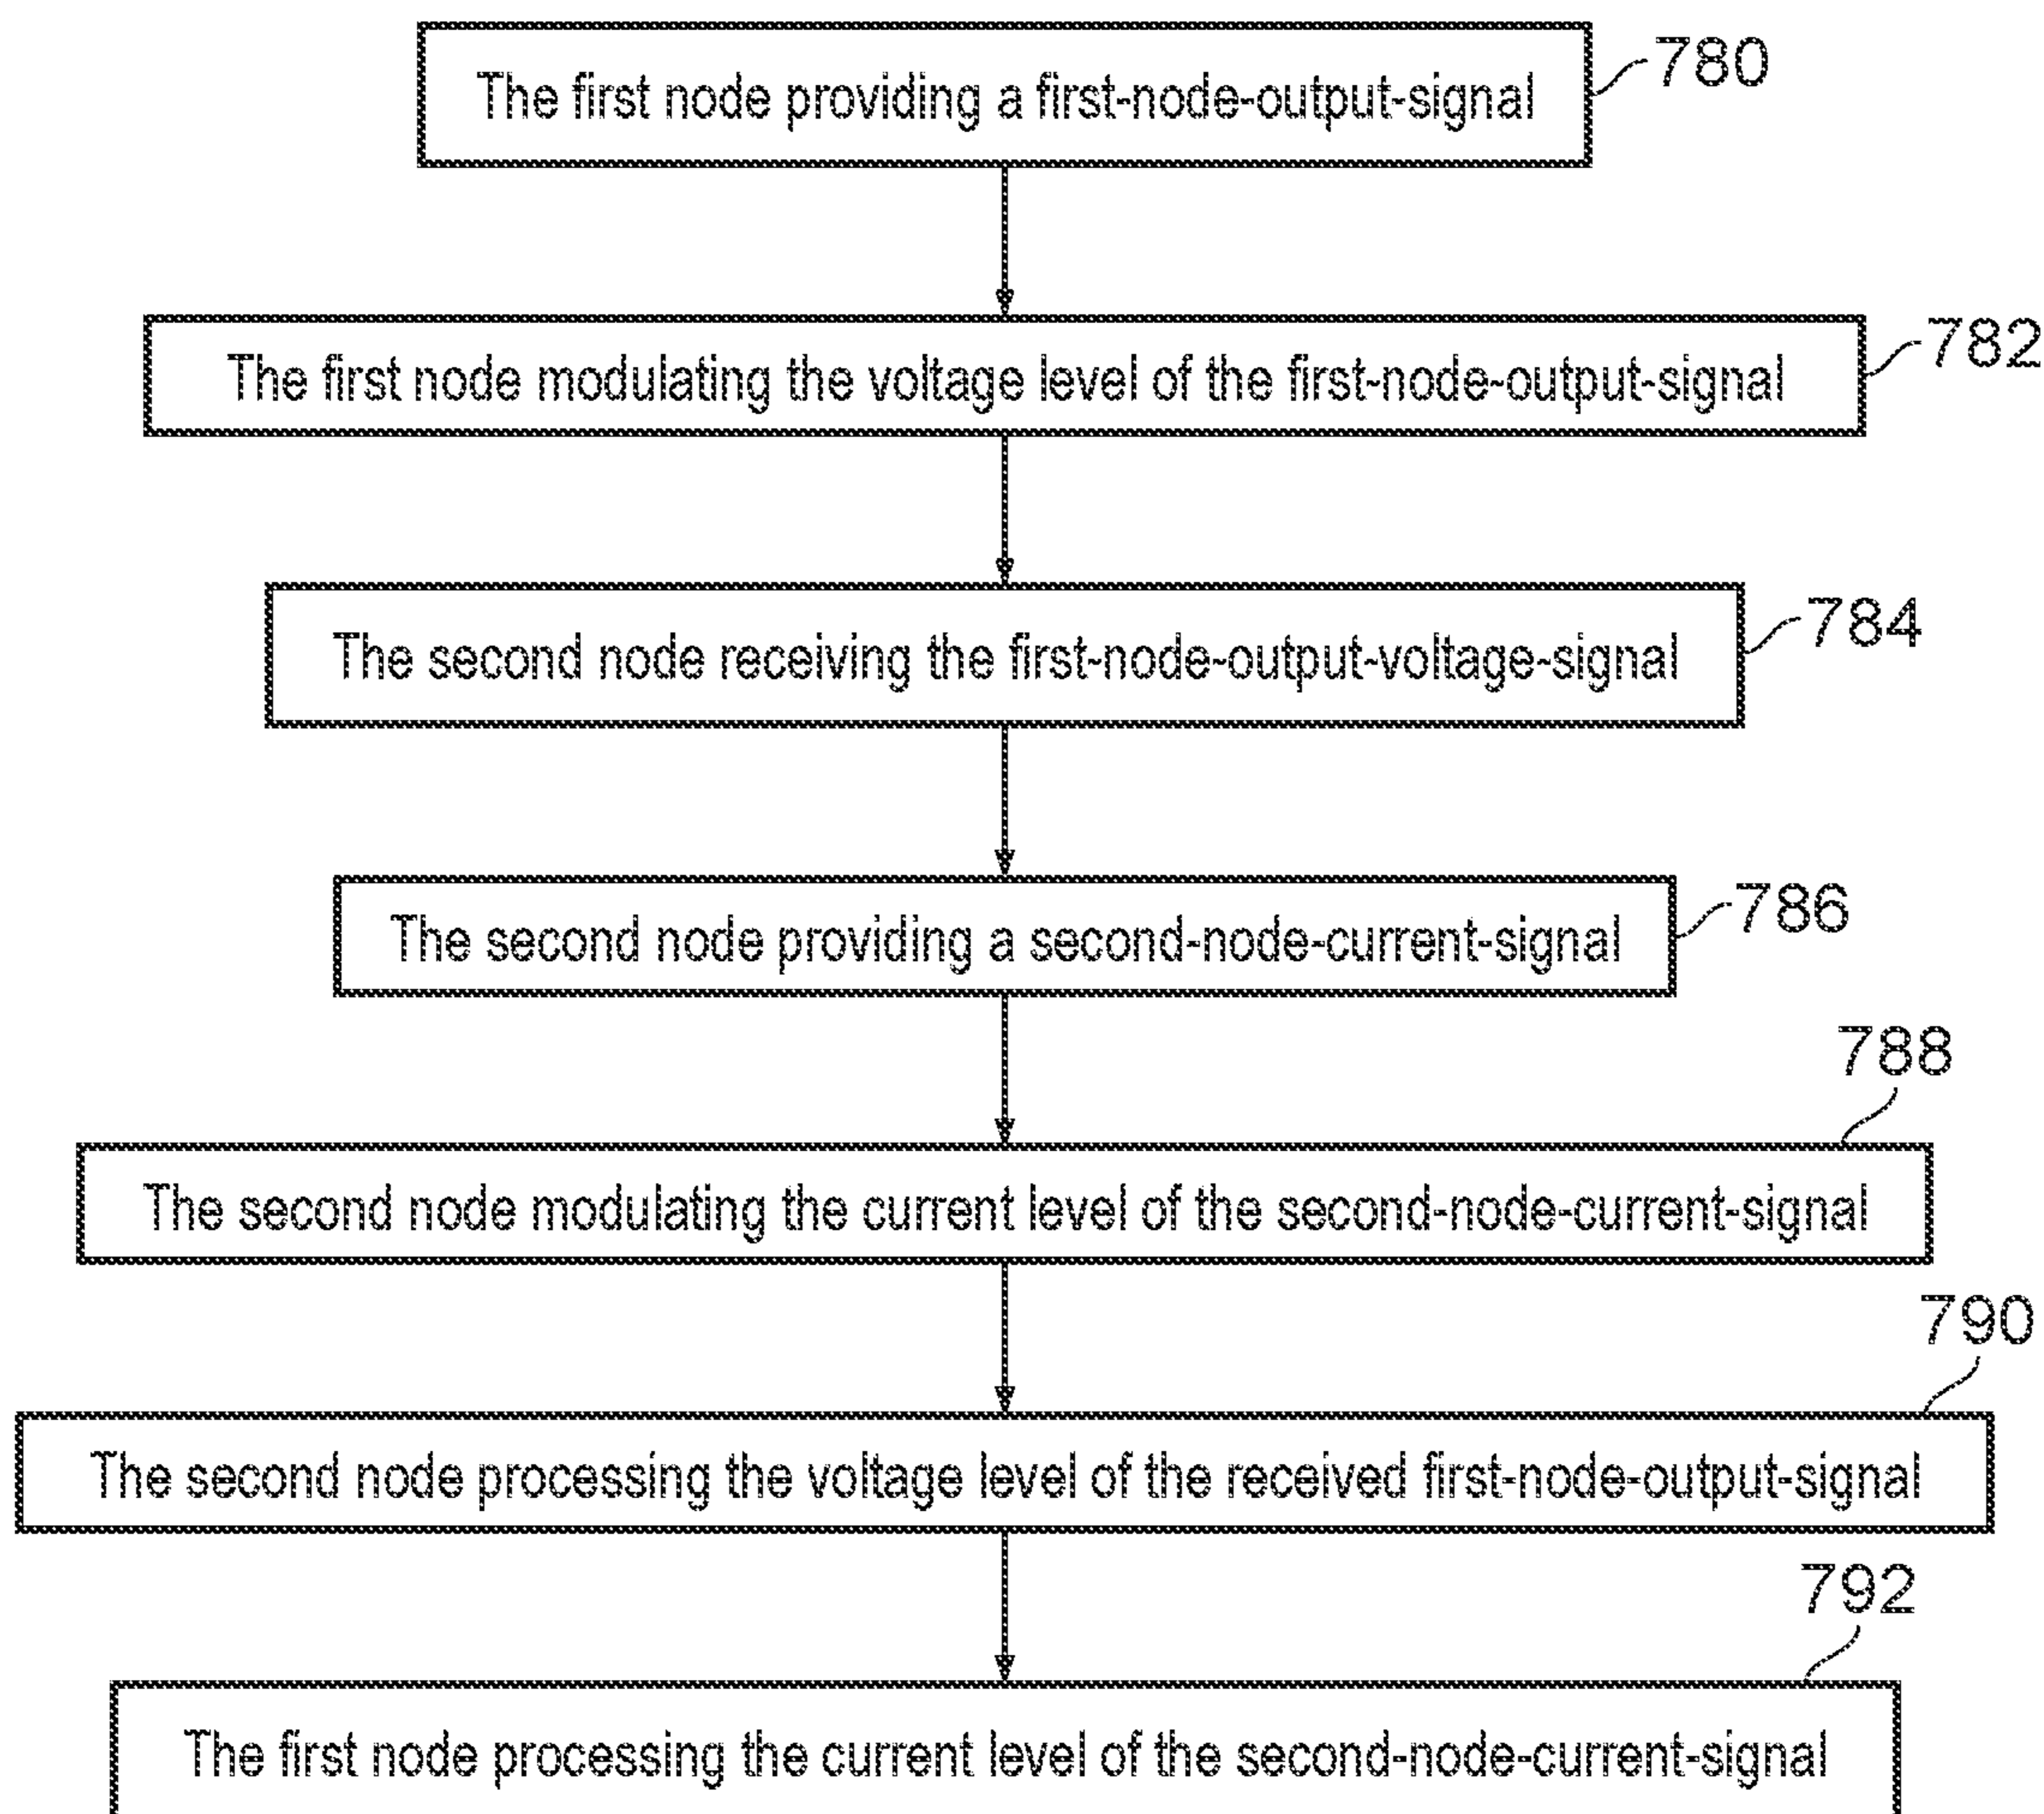 The first node providing a first-node-output-signal
780
The first node modulating the voltage level of the first-node-output-signal
782
The second node receiving the first-node-output-voltage-signal
784
The second node providing a second-node-current-signal
786
788
The second node modulating the current level of the second-node-current-signal
790
The second node processing the voltage level of the received first-node-output-signal
792
The first node processing the current level of the second-node-current-signal